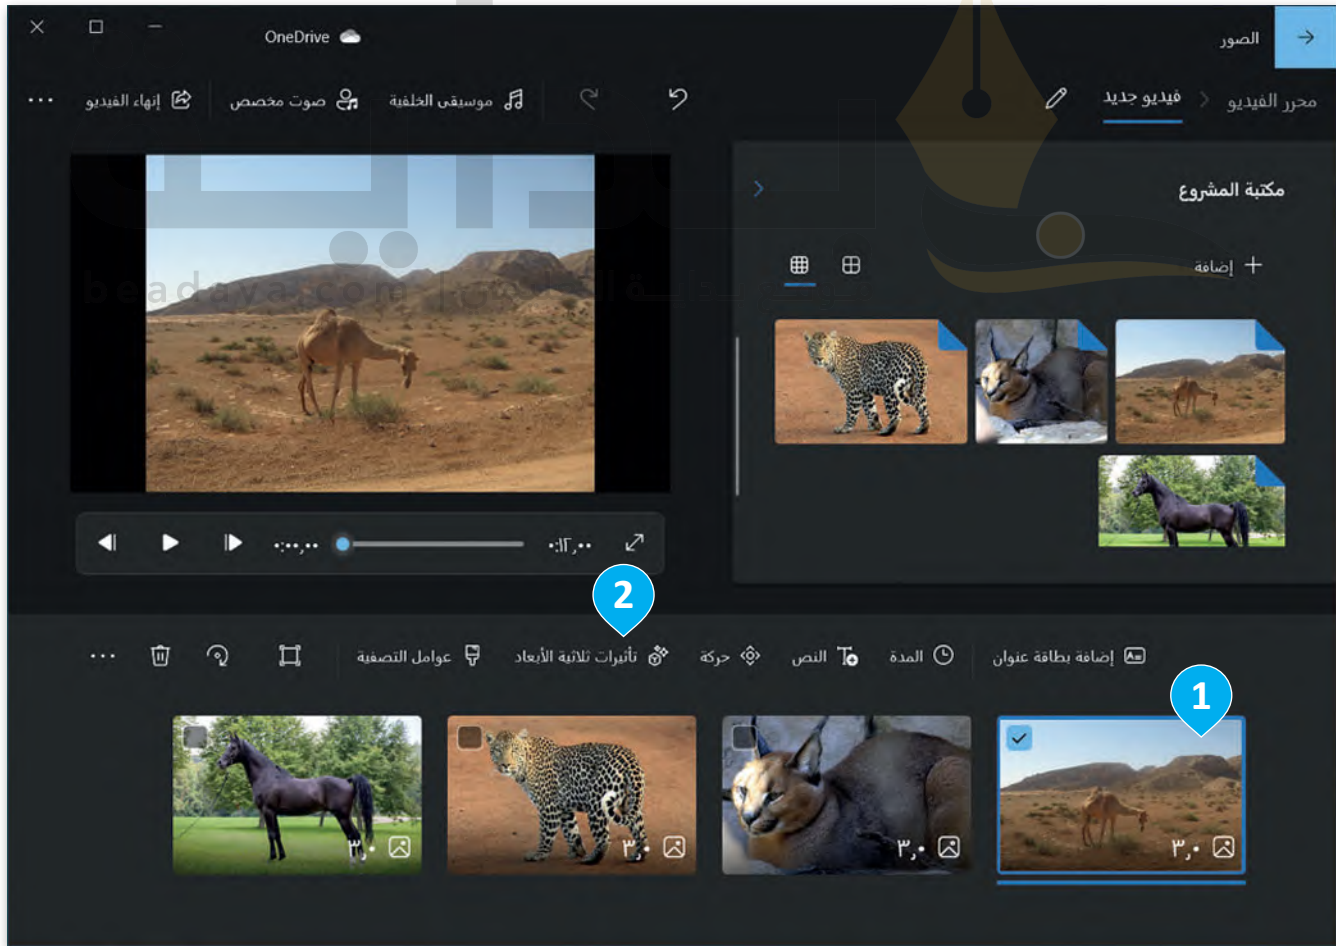 الصور
OneDrive
محرر الفيديو
فيديو جديد
موسيقى الخلفية
صوت مخصص
إنهاء الفيديو
مكتبة المشروع
إضافة
beadaya.com
٠:٠٠,٠٠
٠:١٢,٠٠
2
إضافة بطاقة عنوان
المدة
النص
حركة
تأثيرات ثلاثية الأبعاد
عوامل التصفية
1
٣,٠
٣,٠
٣,٠
٣,٠